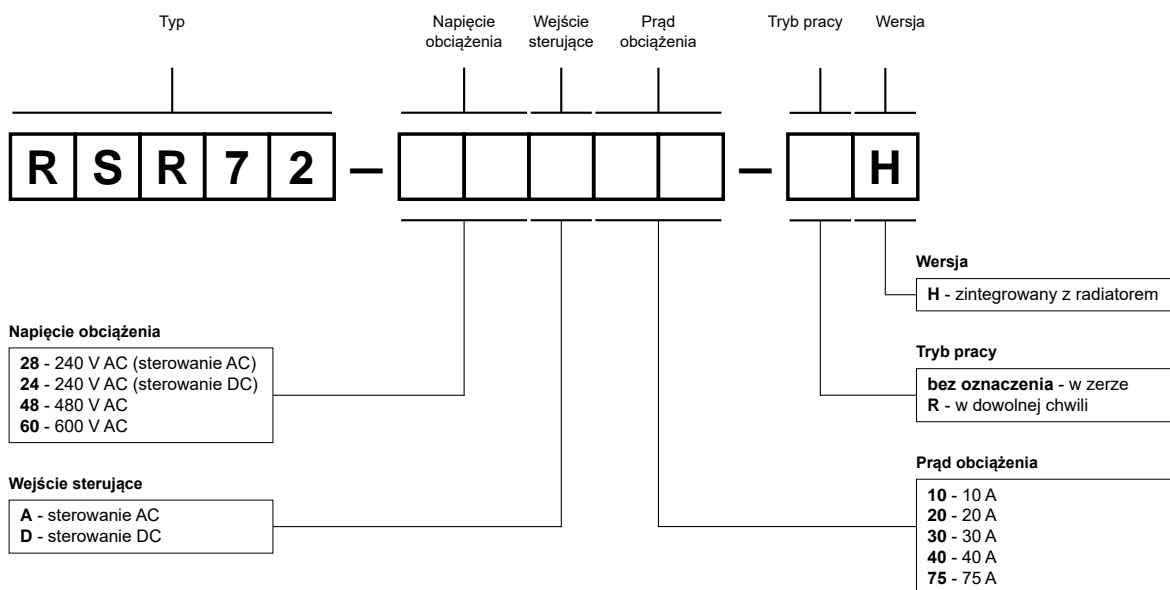 Typ
Napięcie
obciążenia
Wejście
sterujące
Prąd
obciążenia
Tryb pracy
Wersja
R S R 7 2 – – H
Wersja
H - zintegrowany z radiatorem
Napięcie obciążenia
28 - 240 V AC (sterowanie AC)
24 - 240 V AC (sterowanie DC)
48 - 480 V AC
60 - 600 V AC
Tryb pracy
bez oznaczenia - w zerze
R - w dowolnej chwili
Wejście sterujące
A - sterowanie AC
D - sterowanie DC
Prąd obciążenia
10 - 10 A
20 - 20 A
30 - 30 A
40 - 40 A
75 - 75 A